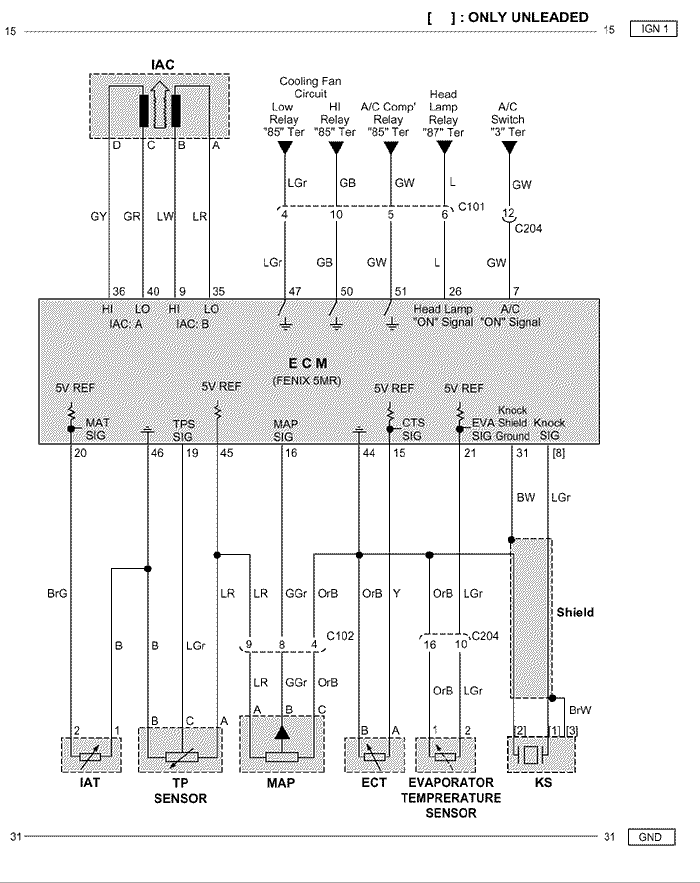 [ ] : ONLY UNLEADED
15 15 IGN 1
IAC
Cooling Fan
Circuit
Low
Relay
"85" Ter
HI
Relay
"85" Ter
A/C Comp'
Relay
"85" Ter
Head
Lamp
Relay
"87" Ter
A/C
Switch
"3" Ter
D C B A
LGr GB GW L GW
4 10 5 6 C101 12
C204
GY GR LW LR
LGr GB GW L GW
36 40 9 35 47 50 51 26 7
HI LO HI LO
IAC: A IAC: B
Head Lamp
"ON" Signal
A/C
"ON" Signal
E C M
(FENIX 5MR)
5V REF 5V REF 5V REF 5V REF
MAT
SIG
TPS
SIG
MAP
SIG
CTS
SIG
EVA
SIG
Knock
Shield
Ground
Knock
SIG
20 46 19 45 16 44 15 21 31 [8]
BW LGr
BrG LR LR GGr OrB OrB Y OrB LGr
Shield
B B LGr
9 8 4 C102
16 10 C204
LR GGr OrB
OrB LGr
BrW
2 1 B C A A B C B A 1 2 [2] [1] [3]
IAT
TP
SENSOR
MAP
ECT
EVAPORATOR
TEMPRERATURE
SENSOR
KS
31 31 GND